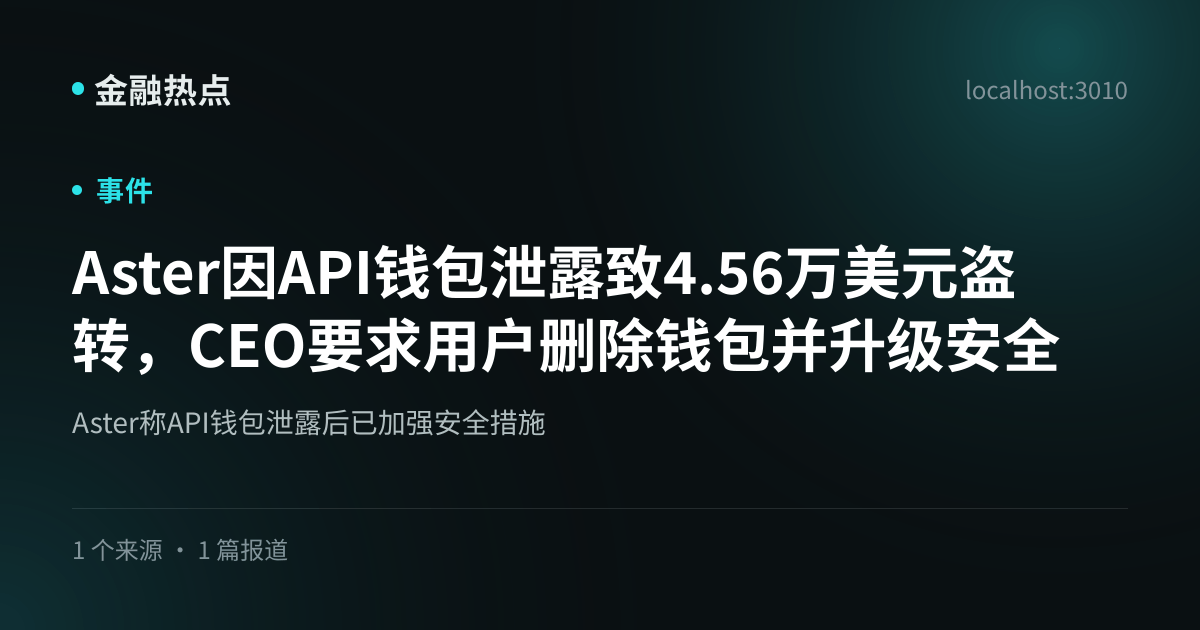 金融热点
localhost:3010
事件
Aster因API钱包泄露致4.56万美元盗
转，CEO要求用户删除钱包并升级安全
Aster称API钱包泄露后已加强安全措施
1 个来源 · 1 篇报道